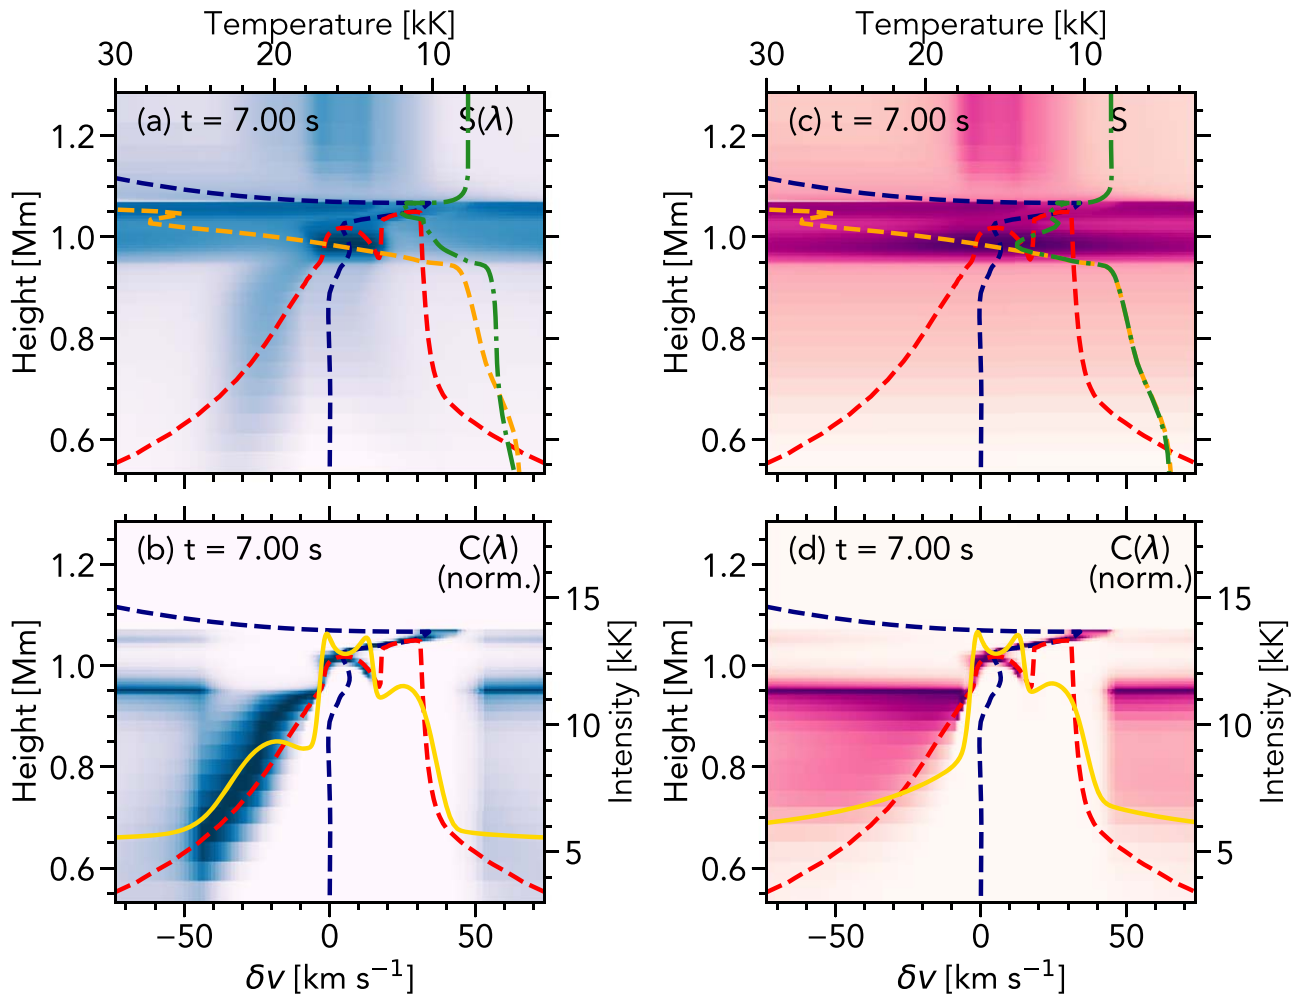 Temperature [kK]
30 20 10
(a) t = 7.00 s S(λ)
Height [Mm]
1.2
1.0
0.8
0.6
Temperature [kK]
30 20 10
(c) t = 7.00 s S
Height [Mm]
1.2
1.0
0.8
0.6
(b) t = 7.00 s C(λ)
(norm.)
Height [Mm]
1.2
1.0
0.8
0.6
15
10
5
Intensity [kK]
−50 0 50
δv [km s⁻¹]
(d) t = 7.00 s C(λ)
(norm.)
Height [Mm]
1.2
1.0
0.8
0.6
15
10
5
Intensity [kK]
−50 0 50
δv [km s⁻¹]